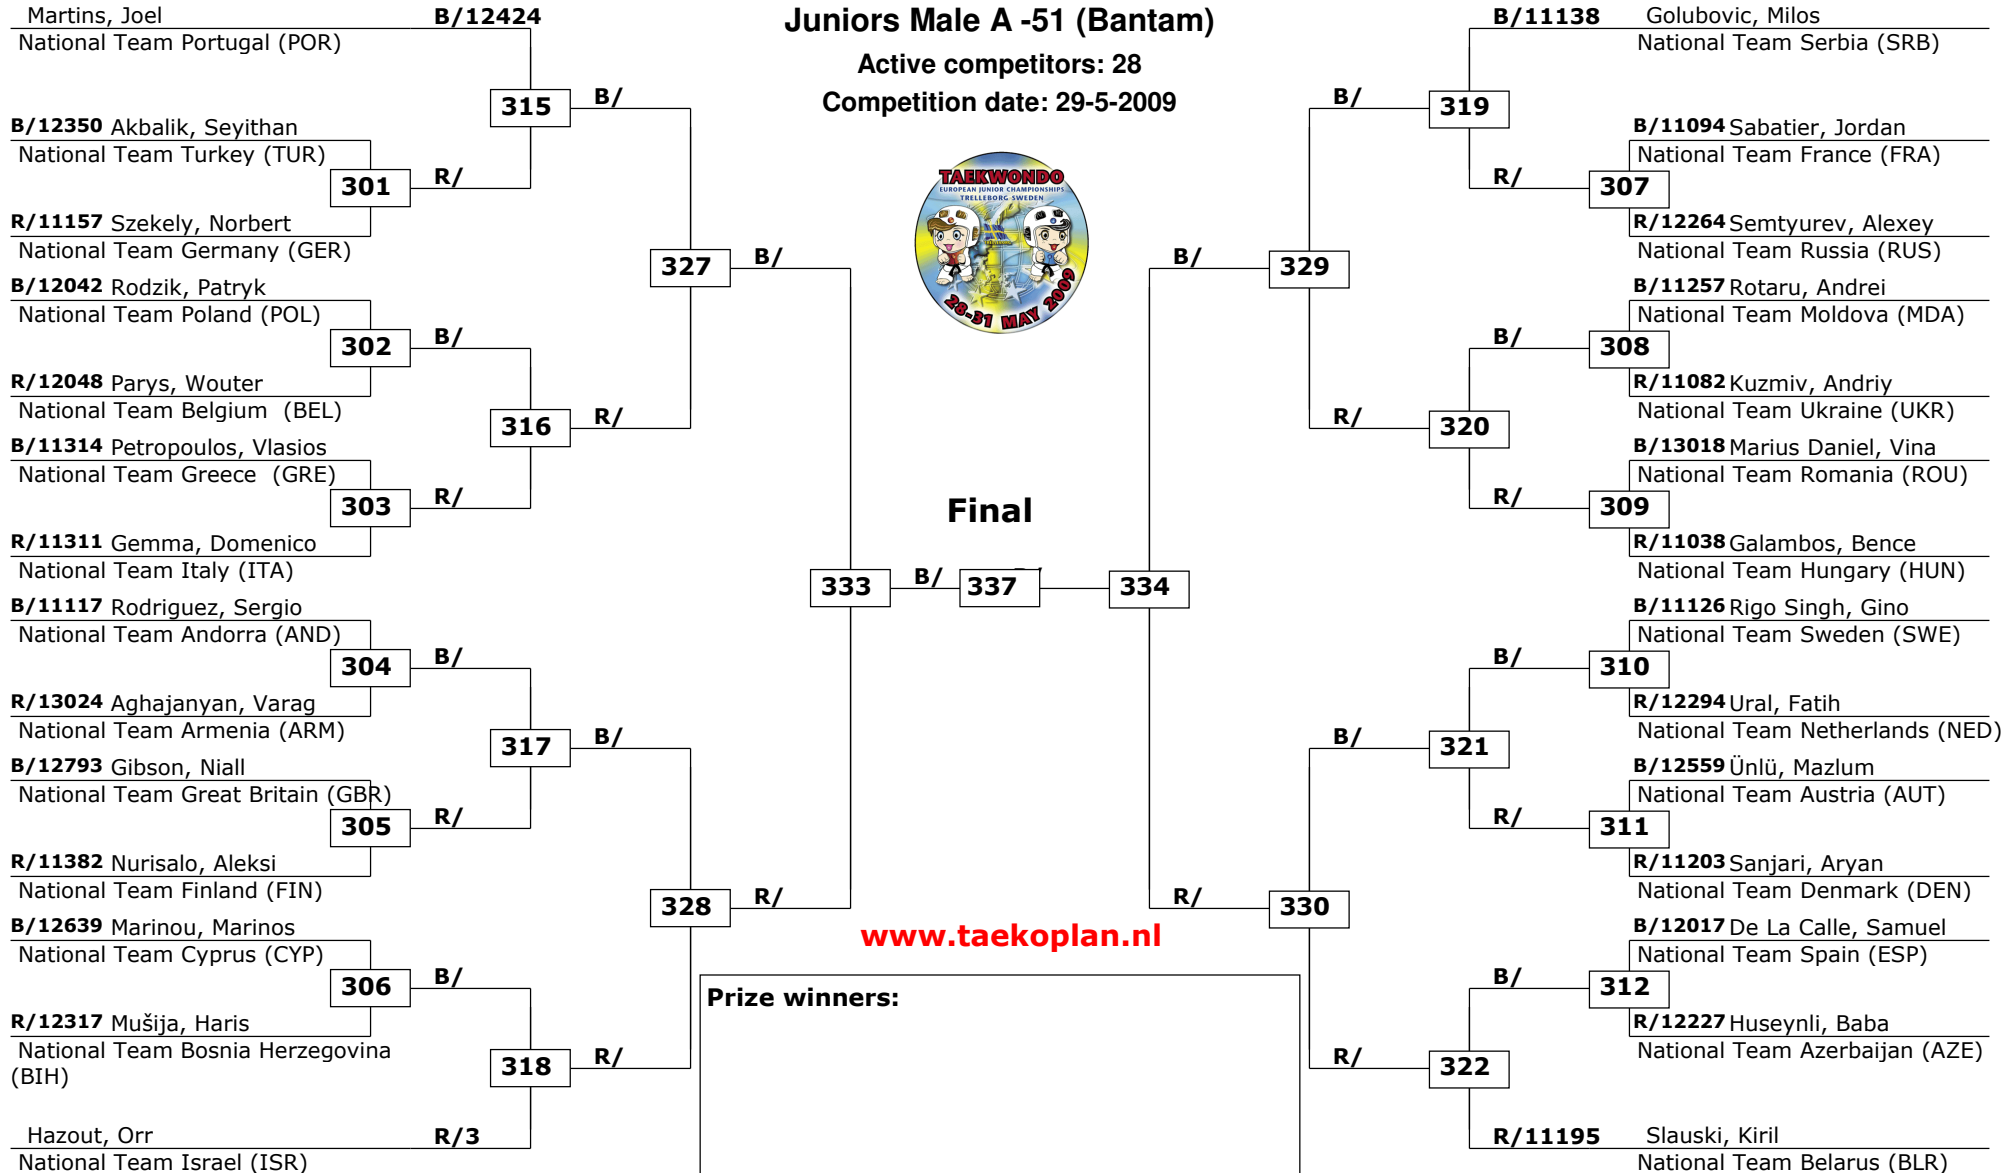 Juniors Male A -51 (Bantam)
Active competitors: 28
Competition date: 29-5-2009
TAEKWONDO
EUROPEAN JUNIOR CHAMPIONSHIPS
TRELLEBORG SWEDEN
28-31 MAY 2009
Martins, Joel B/12424
National Team Portugal (POR)
315 B/
B/12350 Akbalik, Seyithan
National Team Turkey (TUR)
301 R/
R/11157 Szekely, Norbert
National Team Germany (GER)
327 B/
B/12042 Rodzik, Patryk
National Team Poland (POL)
302 B/
R/12048 Parys, Wouter
National Team Belgium (BEL)
316 R/
B/11314 Petropoulos, Vlasios
National Team Greece (GRE)
303 R/
R/11311 Gemma, Domenico
National Team Italy (ITA)
B/11117 Rodriguez, Sergio
National Team Andorra (AND)
304 B/
R/13024 Aghajanyan, Varag
National Team Armenia (ARM)
317 B/
B/12793 Gibson, Niall
National Team Great Britain (GBR)
305 R/
R/11382 Nurisalo, Aleksi
National Team Finland (FIN)
328 R/
B/12639 Marinou, Marinos
National Team Cyprus (CYP)
306 B/
R/12317 Mušija, Haris
National Team Bosnia Herzegovina
(BIH)
318 R/
Hazout, Orr R/3
National Team Israel (ISR)
Final
333 B/ 337 334
www.taekoplan.nl
Prize winners:
B/11138 Golubovic, Milos
National Team Serbia (SRB)
B/ 319
B/11094 Sabatier, Jordan
National Team France (FRA)
R/ 307
R/12264 Semtyurev, Alexey
National Team Russia (RUS)
B/ 329
B/11257 Rotaru, Andrei
National Team Moldova (MDA)
B/ 308
R/11082 Kuzmiv, Andriy
National Team Ukraine (UKR)
R/ 320
B/13018 Marius Daniel, Vina
National Team Romania (ROU)
R/ 309
R/11038 Galambos, Bence
National Team Hungary (HUN)
B/11126 Rigo Singh, Gino
National Team Sweden (SWE)
B/ 310
R/12294 Ural, Fatih
National Team Netherlands (NED)
B/ 321
B/12559 Ünlü, Mazlum
National Team Austria (AUT)
R/ 311
R/11203 Sanjari, Aryan
National Team Denmark (DEN)
R/ 330
B/12017 De La Calle, Samuel
National Team Spain (ESP)
B/ 312
R/12227 Huseynli, Baba
National Team Azerbaijan (AZE)
R/ 322
R/11195 Slauski, Kiril
National Team Belarus (BLR)